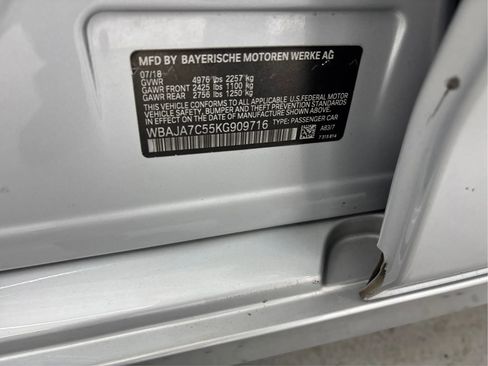 MFD BY BAYERISCHE MOTOREN WERKE AG
07/18
GVWR 4976 lbs 2257 kg
GAWR FRONT 2425 lbs 1100 kg
GAWR REAR 2756 lbs 1250 kg
THIS VEHICLE CONFORMS TO ALL APPLICABLE U.S.
FEDERAL MOTOR VEHICLE SAFETY, BUMPER, AND
THEFT PREVENTION STANDARDS IN EFFECT ON THE DATE
OF MANUFACTURE SHOWN ABOVE.
WBAJA7C55KG909716 TYPE: PASSENGER CAR
A83/7